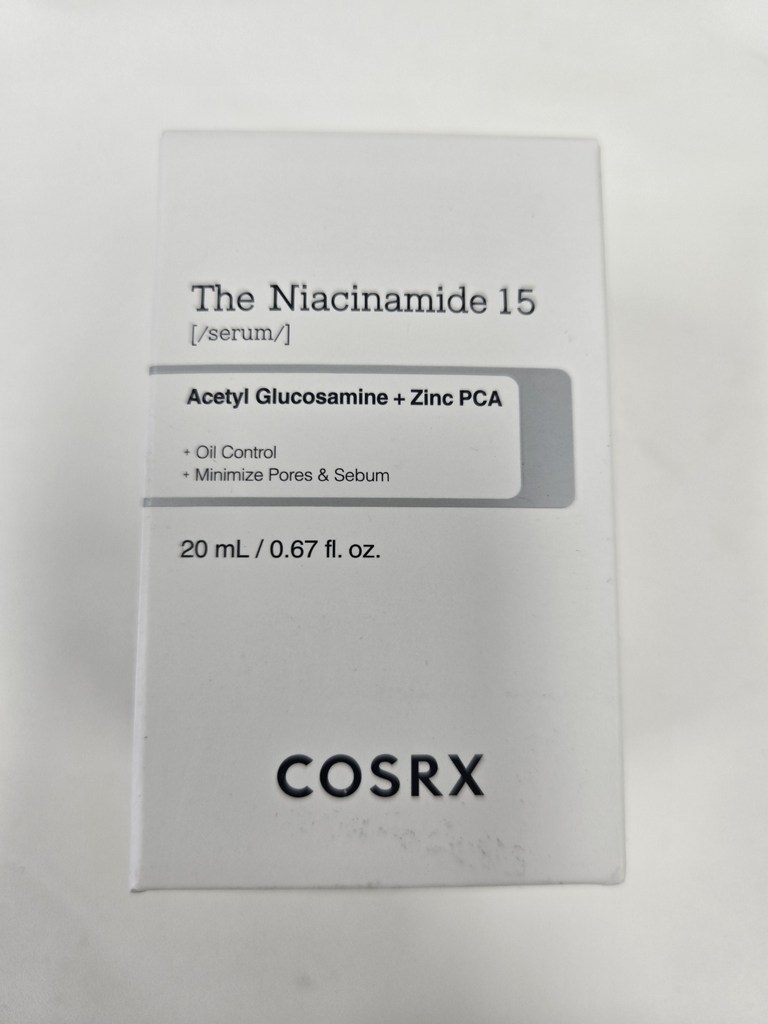 The Niacinamide 15
[/serum/]
Acetyl Glucosamine + Zinc PCA
+ Oil Control
+ Minimize Pores & Sebum
20 mL / 0.67 fl. oz.
COSRX